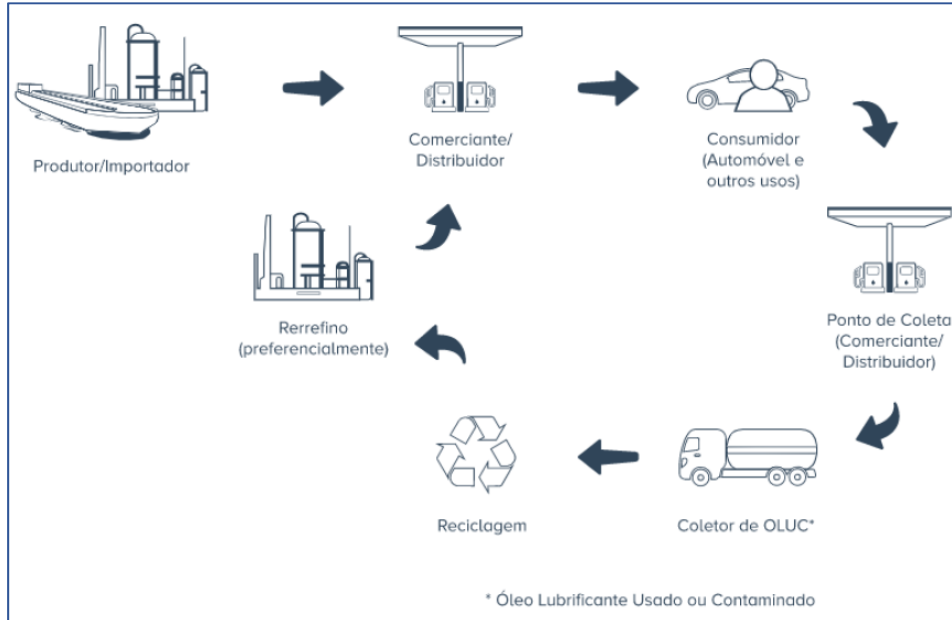 Produtor/Importador
Comerciante/
Distribuidor
Consumidor
(Automóvel e
outros usos)
Ponto de Coleta
(Comerciante/
Distribuidor)
Coletor de OLUC*
Reciclagem
Rerrefino
(preferencialmente)
* Óleo Lubrificante Usado ou Contaminado